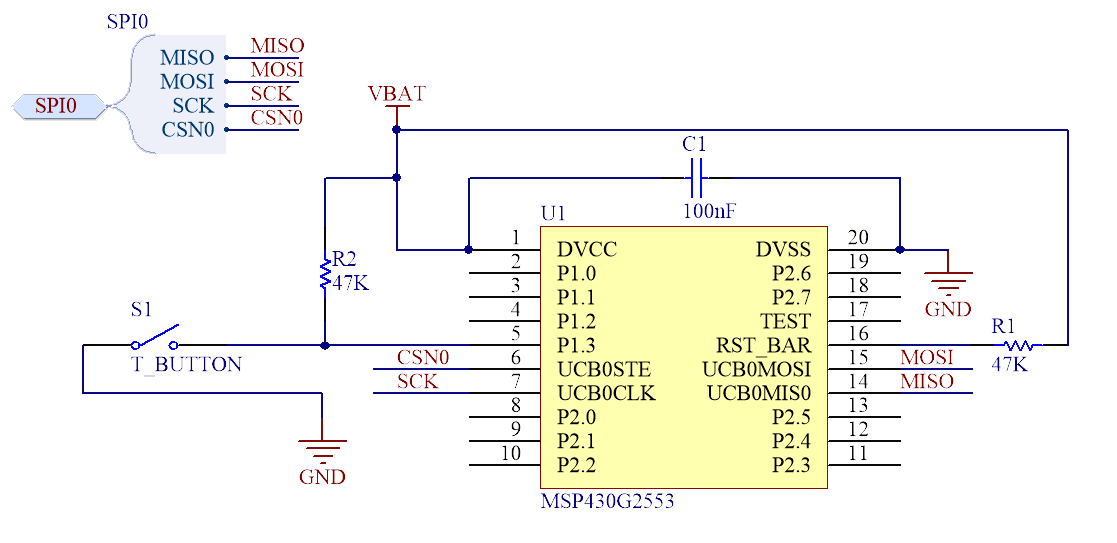 SPI0
MISO MISO
MOSI MOSI
SPI0 SCK SCK
CSN0 CSN0
VBAT
C1
100nF
U1
1 DVCC DVSS 20
2 P1.0 P2.6 19
3 P1.1 P2.7 18
4 P1.2 TEST 17
5 P1.3 RST_BAR 16
CSN0 6 UCB0STE UCB0MOSI 15 MOSI
SCK 7 UCB0CLK UCB0MIS0 14 MISO
8 P2.0 P2.5 13
9 P2.1 P2.4 12
10 P2.2 P2.3 11
MSP430G2553
R2
47K
S1
T_BUTTON
GND
GND
R1
47K